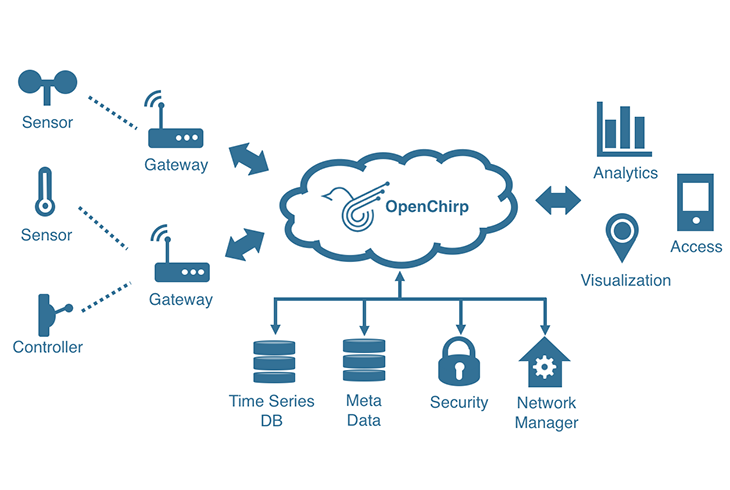 Sensor
Gateway
Sensor
Gateway
Controller
OpenChirp
Analytics
Access
Visualization
Time Series
DB
Meta
Data
Security
Network
Manager